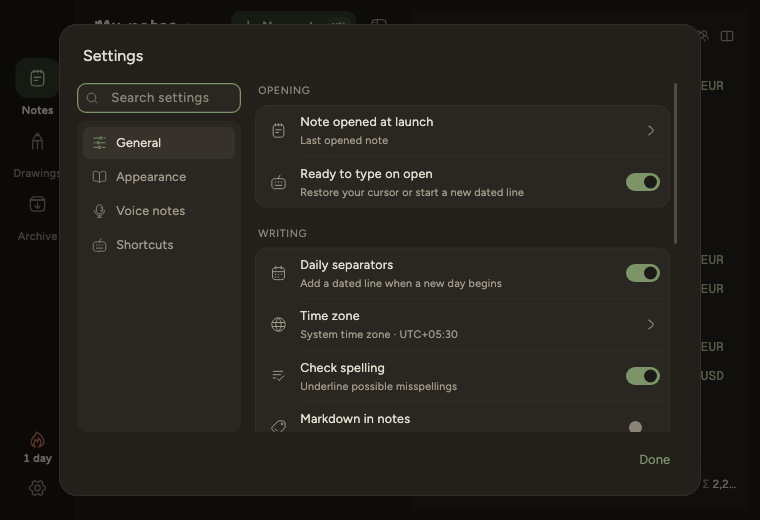 Settings
Search settings
General
Appearance
Voice notes
Shortcuts
OPENING
Note opened at launch
Last opened note
Ready to type on open
Restore your cursor or start a new dated line
WRITING
Daily separators
Add a dated line when a new day begins
Time zone
System time zone · UTC+05:30
Check spelling
Underline possible misspellings
Markdown in notes
Done
Notes
Drawings
Archive
1 day
EUR
EUR
EUR
EUR
USD
Σ 2,2...